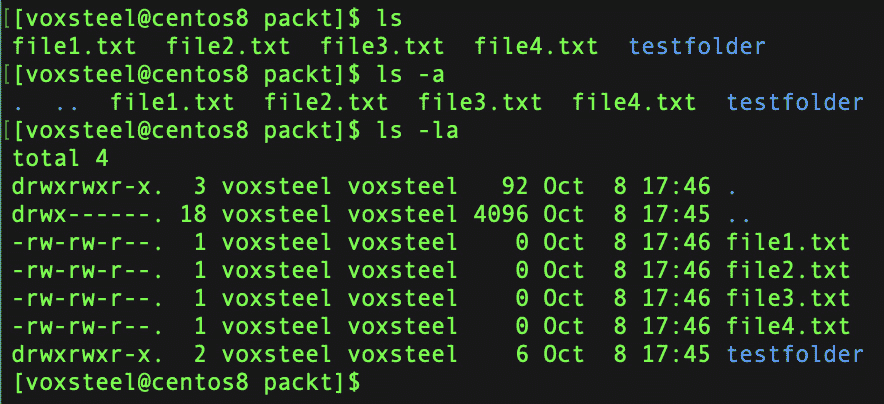 [[voxsteel@centos8 packt]$ ls
file1.txt  file2.txt  file3.txt  file4.txt  testfolder
[[voxsteel@centos8 packt]$ ls -a
.  ..  file1.txt  file2.txt  file3.txt  file4.txt  testfolder
[[voxsteel@centos8 packt]$ ls -la
total 4
drwxrwxr-x.  3 voxsteel voxsteel   92 Oct  8 17:46 .
drwx------. 18 voxsteel voxsteel 4096 Oct  8 17:45 ..
-rw-rw-r--.  1 voxsteel voxsteel    0 Oct  8 17:46 file1.txt
-rw-rw-r--.  1 voxsteel voxsteel    0 Oct  8 17:46 file2.txt
-rw-rw-r--.  1 voxsteel voxsteel    0 Oct  8 17:46 file3.txt
-rw-rw-r--.  1 voxsteel voxsteel    0 Oct  8 17:46 file4.txt
drwxrwxr-x.  2 voxsteel voxsteel    6 Oct  8 17:45 testfolder
[voxsteel@centos8 packt]$